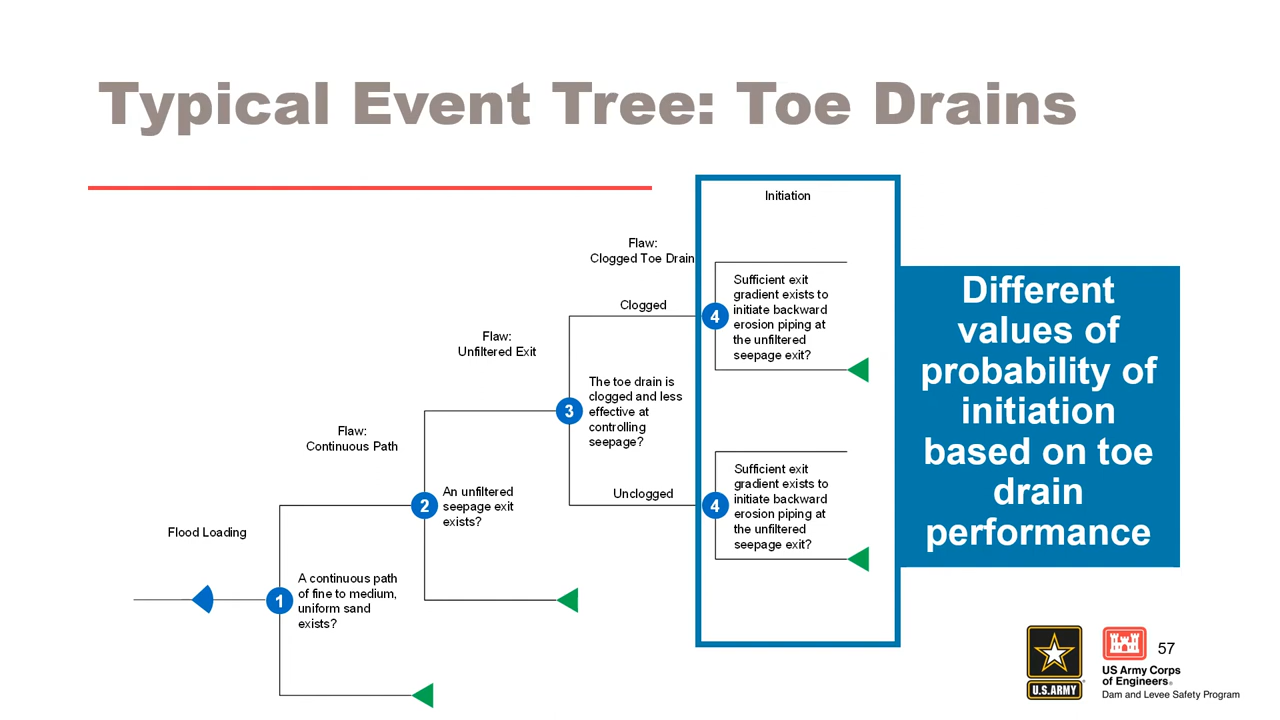 Typical Event Tree: Toe Drains
Initiation
Flaw:
Clogged Toe Drain
Clogged
4
Sufficient exit
gradient exists to
initiate backward
erosion piping at
the unfiltered
seepage exit?
Different
values of
probability of
initiation
based on toe
drain
performance
Flaw:
Unfiltered Exit
3
The toe drain is
clogged and less
effective at
controlling
seepage?
Flaw:
Continuous Path
Unclogged
4
Sufficient exit
gradient exists to
initiate backward
erosion piping at
the unfiltered
seepage exit?
2
An unfiltered
seepage exit
exists?
Flood Loading
1
A continuous path
of fine to medium,
uniform sand
exists?
U.S.ARMY
US Army Corps
of Engineers®
Dam and Levee Safety Program
57